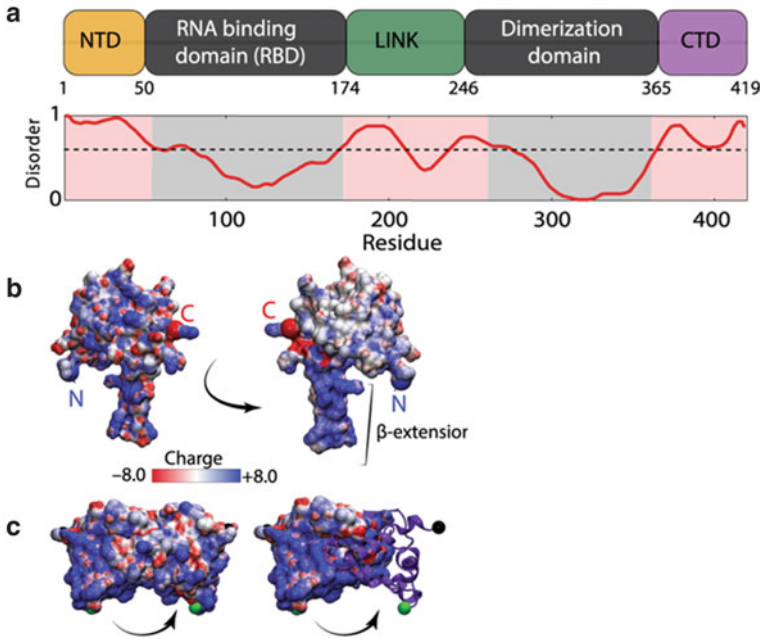 a
NTD
RNA binding
domain (RBD)
LINK
Dimerization
domain
CTD
1 50 174 246 365 419
1
Disorder
0
100 200 300 400
Residue
b
C
N
C
N
β-extensior
Charge
−8.0 +8.0
c